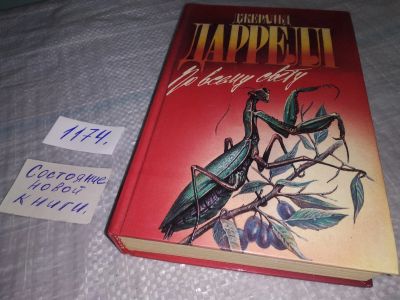 ДЖЕРАЛЬД
ДАРРЕЛЛ
По всему свету
1174.
Состояние
новой
книги.